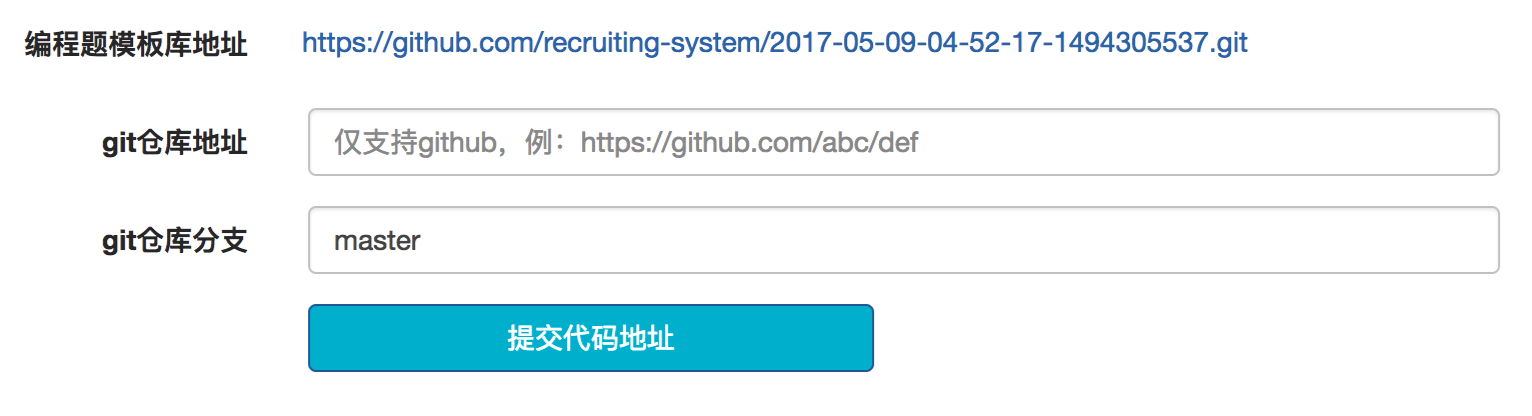 编程题模板库地址 https://github.com/recruiting-system/2017-05-09-04-52-17-1494305537.git
git仓库地址 仅支持github，例：https://github.com/abc/def
git仓库分支 master
提交代码地址